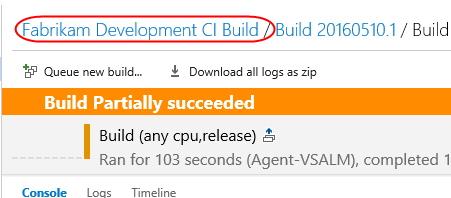 Fabrikam Development CI Build / Build 20160510.1 / Build
Queue new build... Download all logs as zip
Build Partially succeeded
Build (any cpu,release)
Ran for 103 seconds (Agent-VSALM), completed 1
Console Logs Timeline